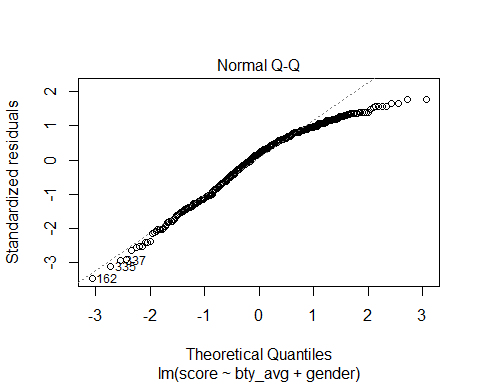 Normal Q-Q
Standardized residuals
2
1
0
-1
-2
-3
337
335
162
-3 -2 -1 0 1 2 3
Theoretical Quantiles
lm(score ~ bty_avg + gender)